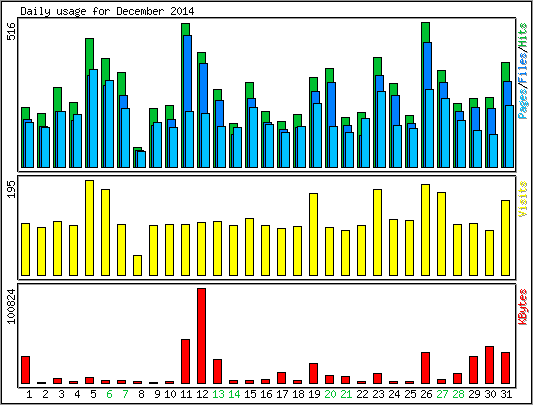 Daily usage for December 2014
516
Pages/Files/Hits
195
Visits
100824
KBytes
1 2 3 4 5 6 7 8 9 10 11 12 13 14 15 16 17 18 19 20 21 22 23 24 25 26 27 28 29 30 31